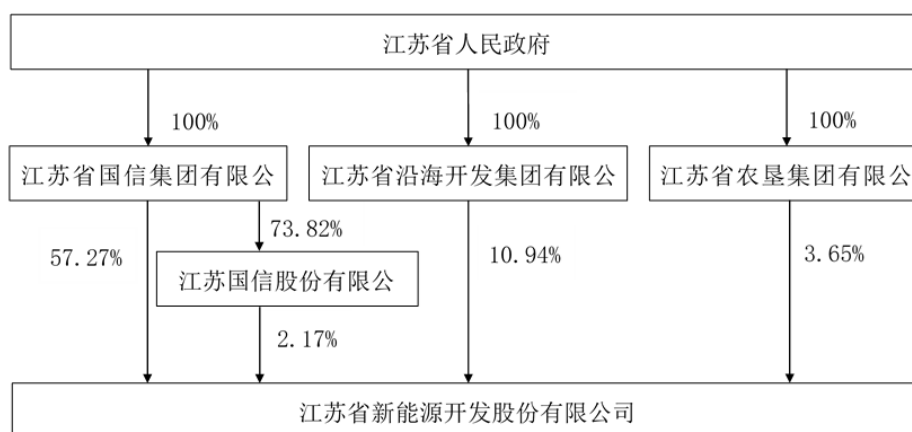 江苏省人民政府
100%
100%
100%
江苏省国信集团有限公
江苏省沿海开发集团有限公
江苏省农垦集团有限公
73.82%
57.27%
10.94%
3.65%
江苏国信股份有限公
2.17%
江苏省新能源开发股份有限公司